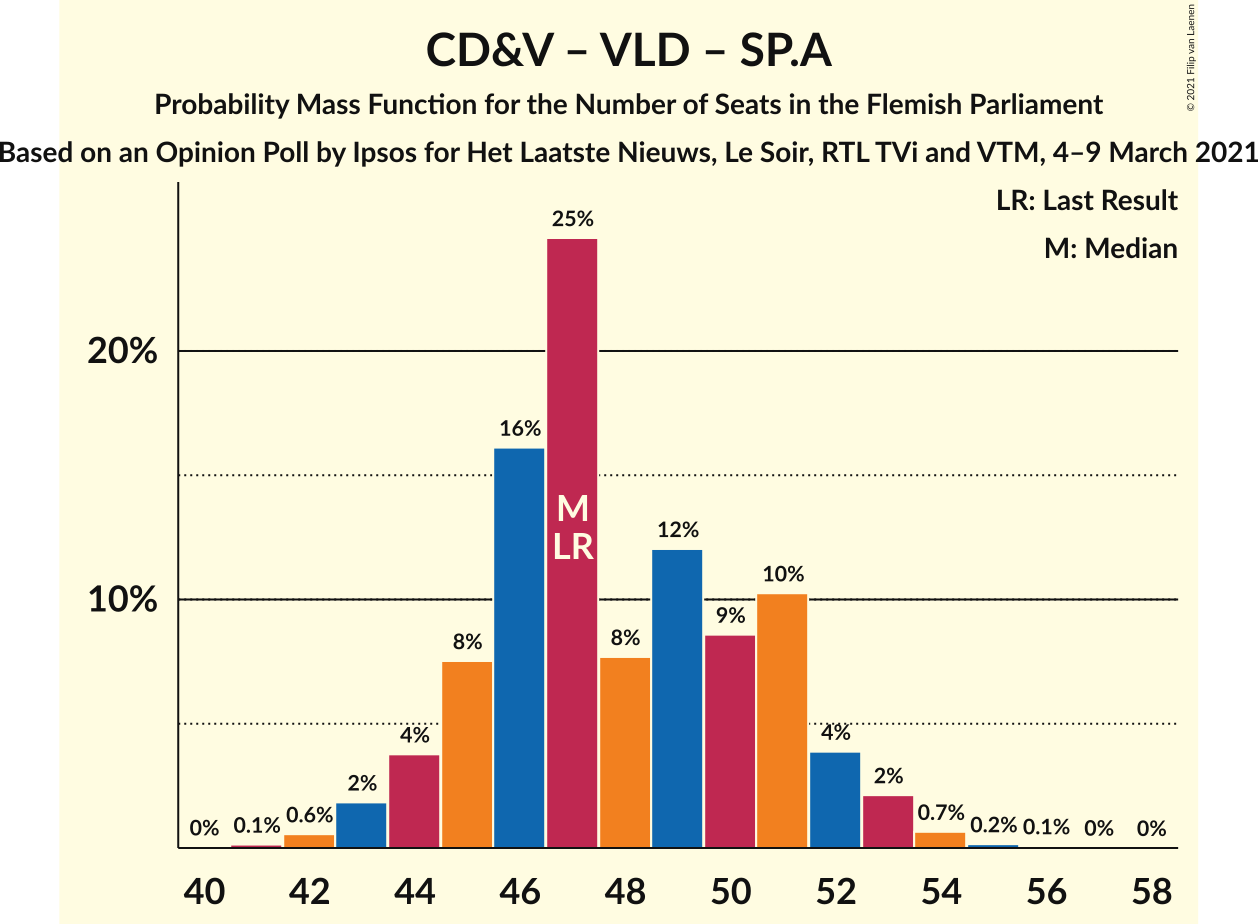 CD&V – VLD – SP.A
Probability Mass Function for the Number of Seats in the Flemish Parliament
Based on an Opinion Poll by Ipsos for Het Laatste Nieuws, Le Soir, RTL TVi and VTM, 4–9 March 2021
© 2021 Filip van Laenen
LR: Last Result
M: Median
25%
20%
16%
M
LR
12%
10%
10%
9%
8%
8%
4%
4%
2%
2%
0%
0.1%
0.6%
0.7%
0.2%
0.1%
0%
0%
40 42 44 46 48 50 52 54 56 58